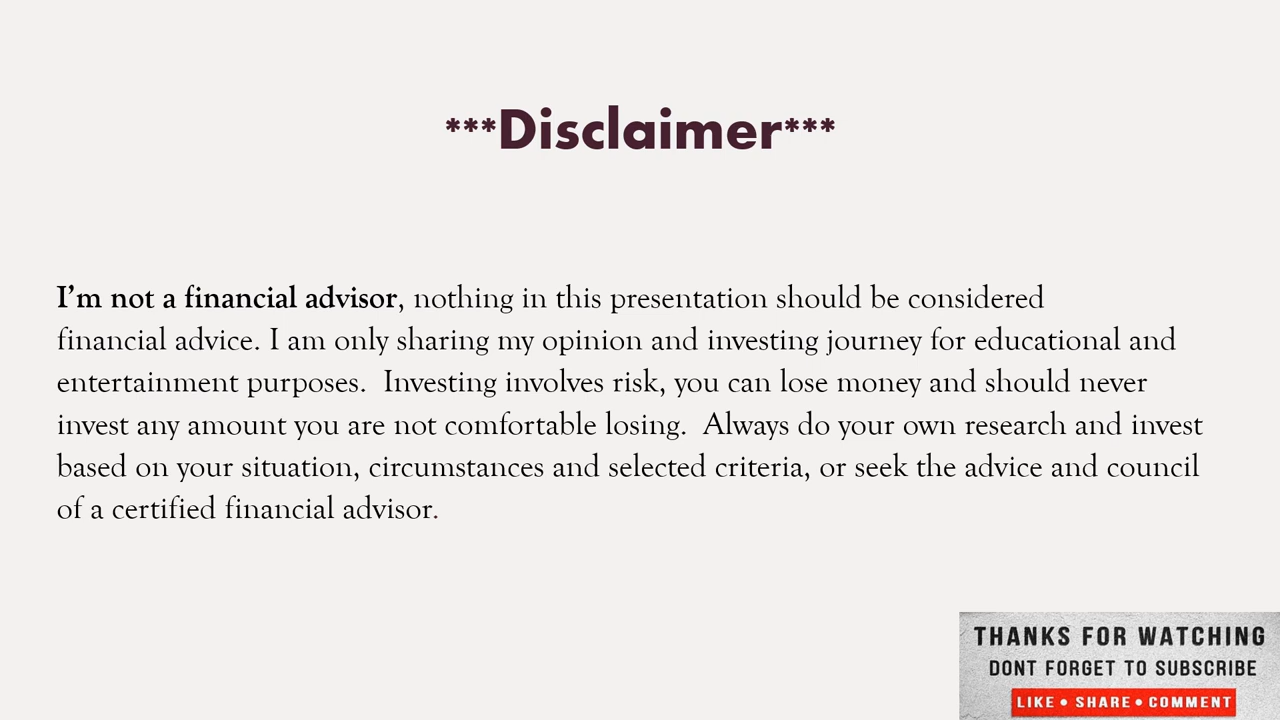 ***Disclaimer***
I'm not a financial advisor, nothing in this presentation should be considered
financial advice. I am only sharing my opinion and investing journey for educational and
entertainment purposes.  Investing involves risk, you can lose money and should never
invest any amount you are not comfortable losing.  Always do your own research and invest
based on your situation, circumstances and selected criteria, or seek the advice and council
of a certified financial advisor.
THANKS FOR WATCHING
DONT FORGET TO SUBSCRIBE
LIKE • SHARE • COMMENT